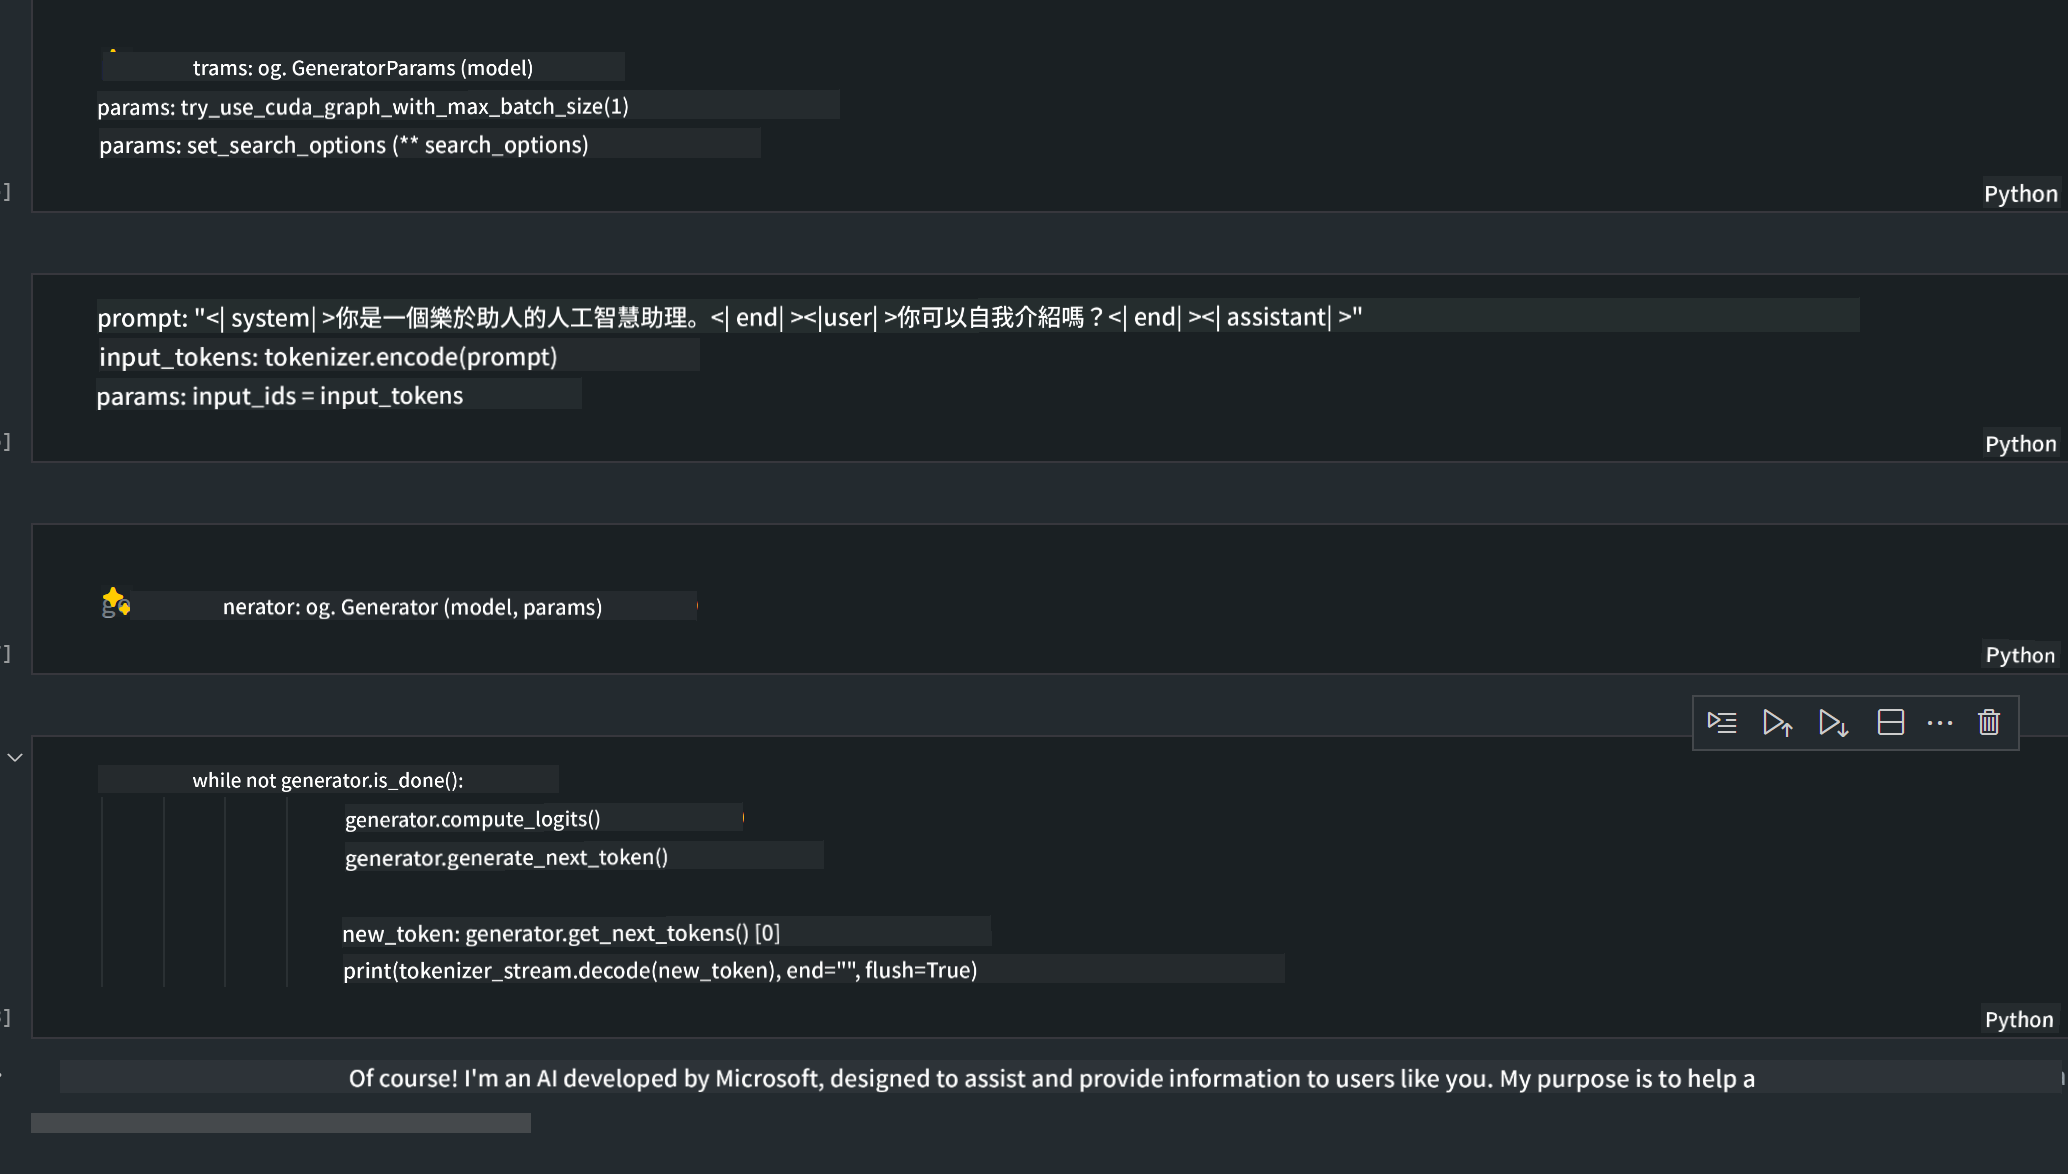 trams: og. GeneratorParams (model)
params: try_use_cuda_graph_with_max_batch_size(1)
params: set_search_options (** search_options)
]
Python
prompt: "<| system| >你是一個樂於助人的人工智慧助理。<| end| ><|user| >你可以自我介紹嗎？<| end| ><| assistant| >"
input_tokens: tokenizer.encode(prompt)
params: input_ids = input_tokens
]
Python
nerator: og. Generator (model, params)
]
Python
while not generator.is_done():
generator.compute_logits()
generator.generate_next_token()
new_token: generator.get_next_tokens() [0]
print(tokenizer_stream.decode(new_token), end="", flush=True)
]
Python
Of course! I'm an AI developed by Microsoft, designed to assist and provide information to users like you. My purpose is to help a